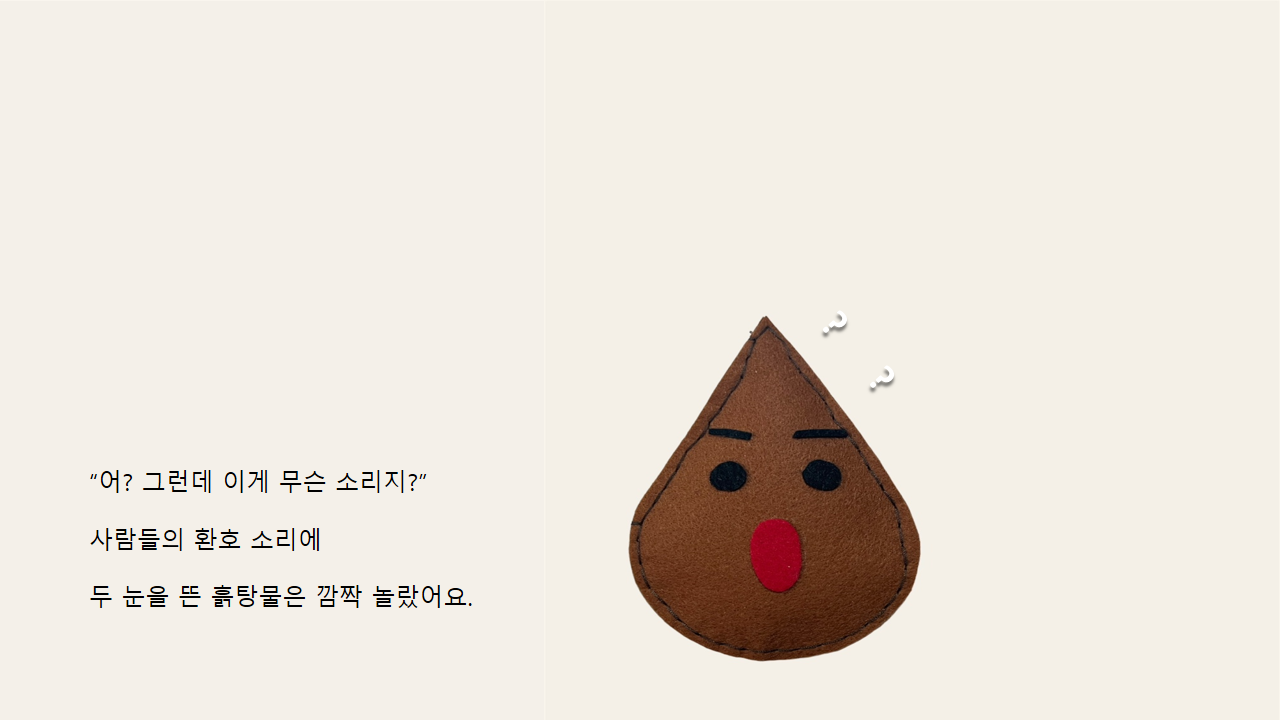 “어? 그런데 이게 무슨 소리지?”
사람들의 환호 소리에
두 눈을 뜬 흙탕물은 깜짝 놀랐어요.
?
?